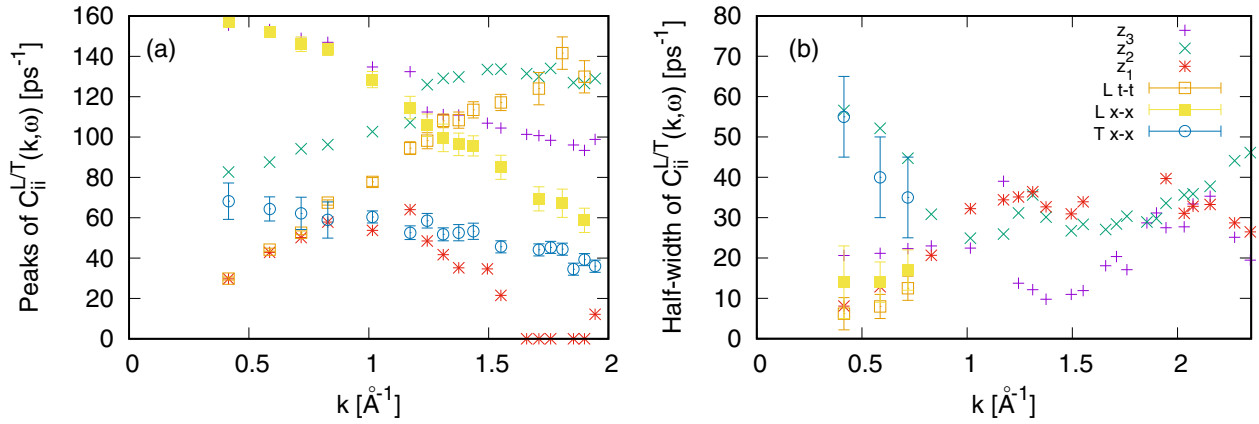 Peaks of C_ii^L/T(k,ω) [ps^-1]
160
140
120
100
80
60
40
20
0
(a)
0
0.5
1
1.5
2
k [Å^-1]
Half-width of C_ii^L/T(k,ω) [ps^-1]
80
70
60
50
40
30
20
10
0
(b)
z_3
z_2
z_1
L t-t
L x-x
T x-x
0
0.5
1
1.5
2
k [Å^-1]